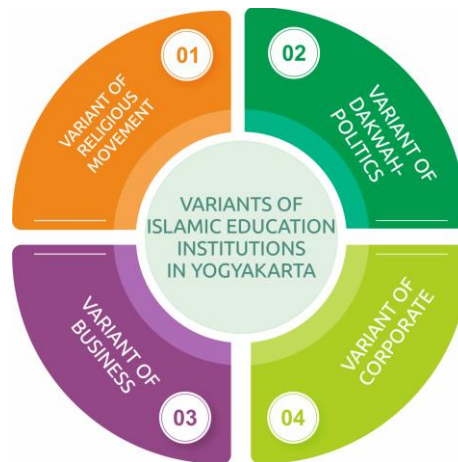 01
VARIANT OF
RELIGIOUS
MOVEMENT
02
VARIANT OF
DAKWAH-
POLITICS
VARIANTS OF
ISLAMIC EDUCATION
INSTITUTIONS
IN YOGYAKARTA
VARIANT OF
BUSINESS
03
VARIANT OF
CORPORATE
04